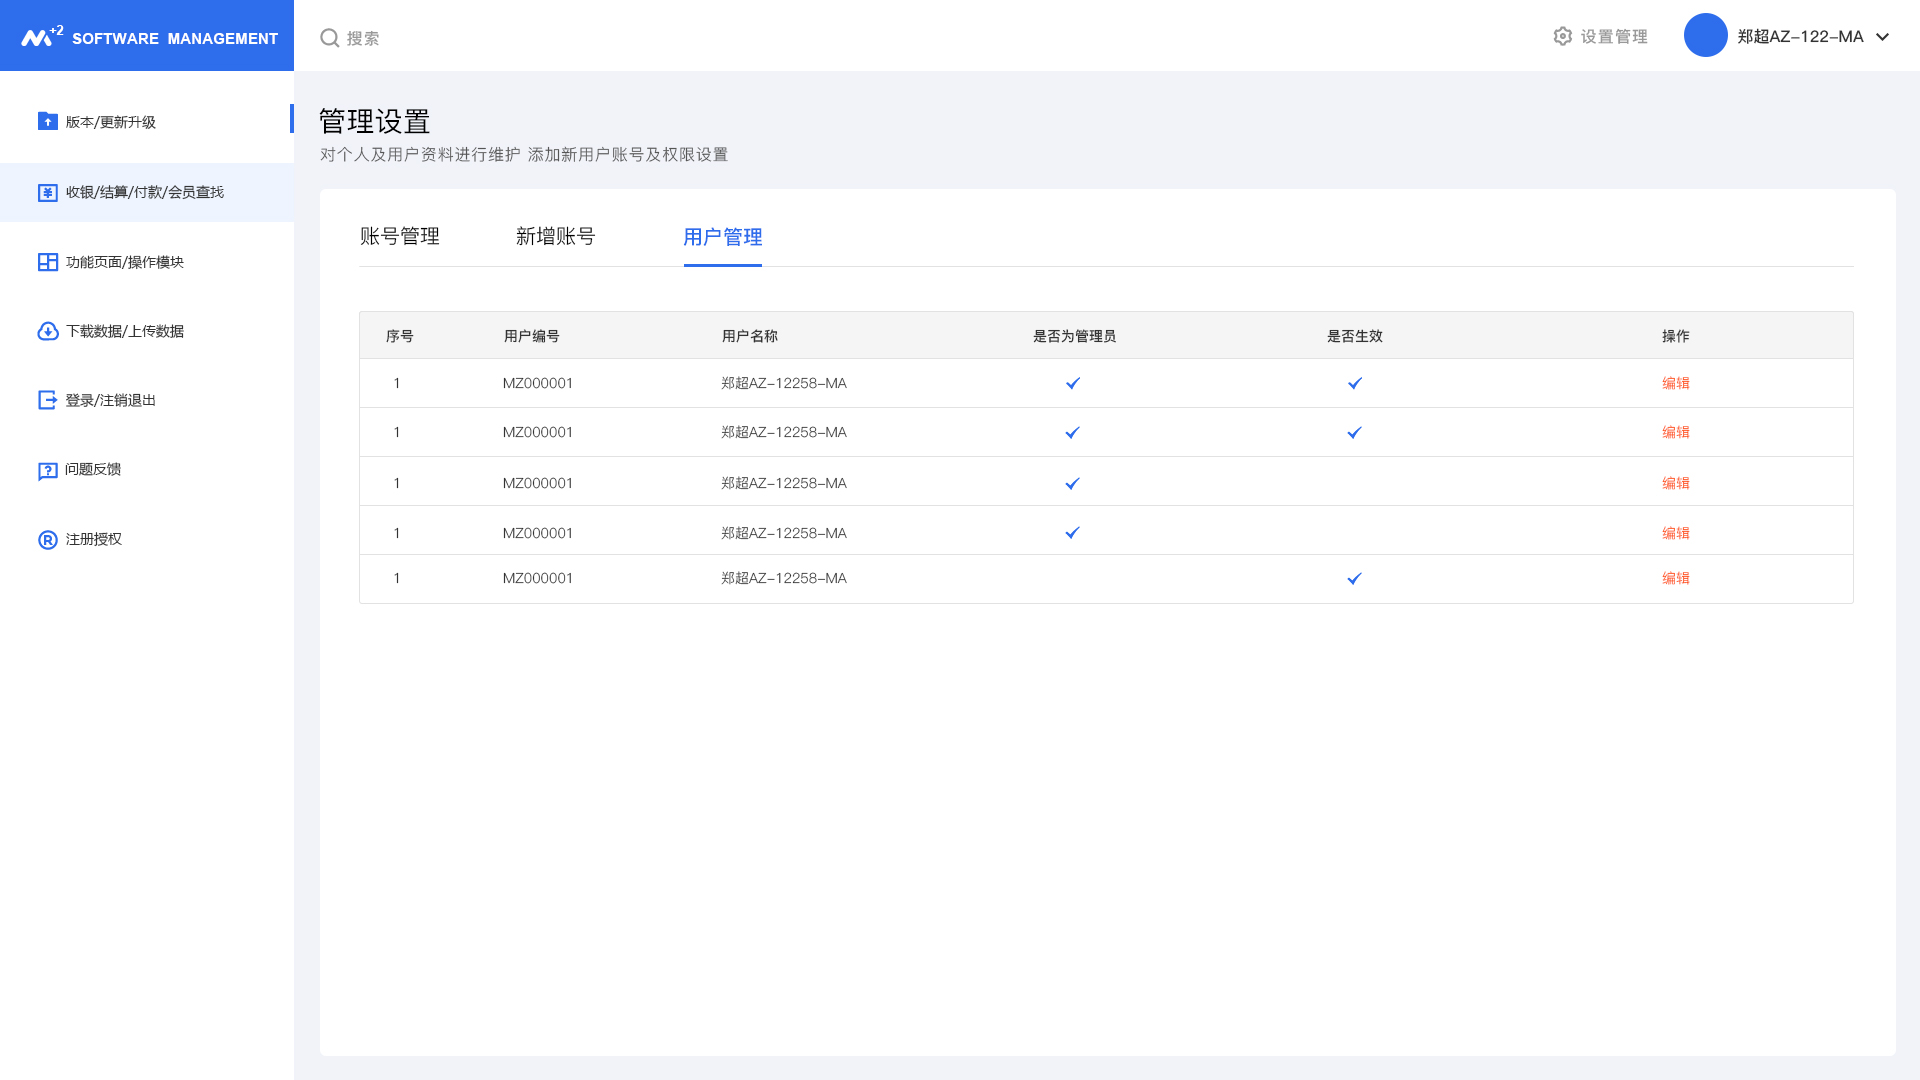 +2 SOFTWARE MANAGEMENT
搜索
设置管理
郑超AZ-122-MA
版本/更新升级
收银/结算/付款/会员查找
功能页面/操作模块
下载数据/上传数据
登录/注销退出
问题反馈
注册授权
管理设置
对个人及用户资料进行维护 添加新用户账号及权限设置
账号管理 新增账号 用户管理
序号 用户编号 用户名称 是否为管理员 是否生效 操作
1 MZ000001 郑超AZ-12258-MA 编辑
1 MZ000001 郑超AZ-12258-MA 编辑
1 MZ000001 郑超AZ-12258-MA 编辑
1 MZ000001 郑超AZ-12258-MA 编辑
1 MZ000001 郑超AZ-12258-MA 编辑